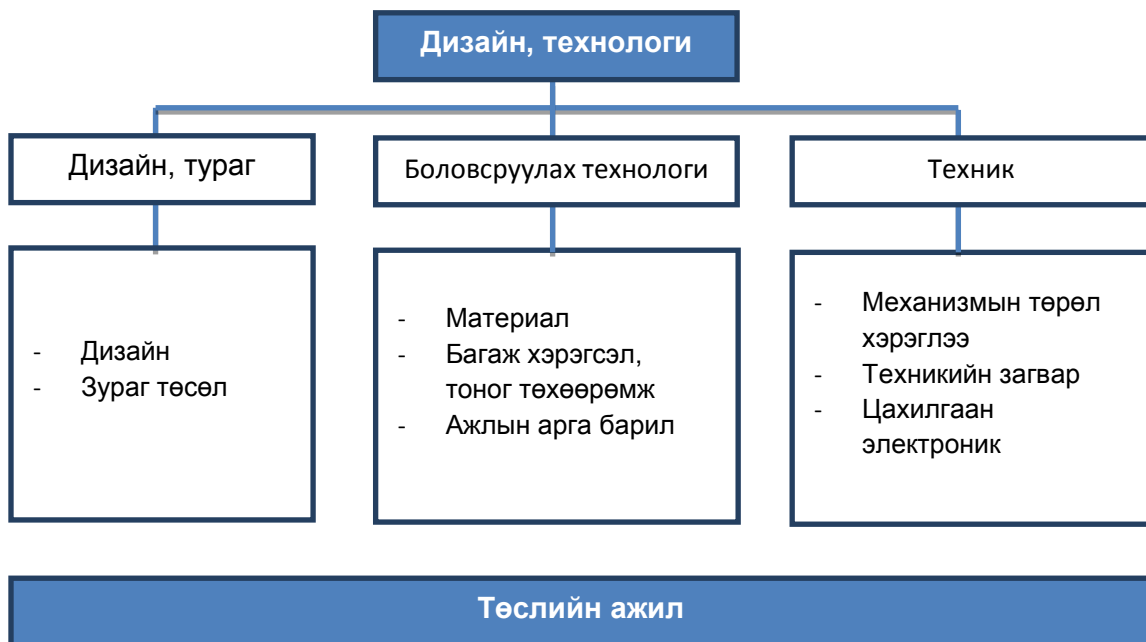 Дизайн, технологи
Дизайн, тураг
Боловсруулах технологи
Техник
- Дизайн
- Зураг төсөл
- Материал
- Багаж хэрэгсэл,
тоног төхөөрөмж
- Ажлын арга барил
- Механизмын төрөл
хэрэглээ
- Техникийн загвар
- Цахилгаан
электроник
Төслийн ажил